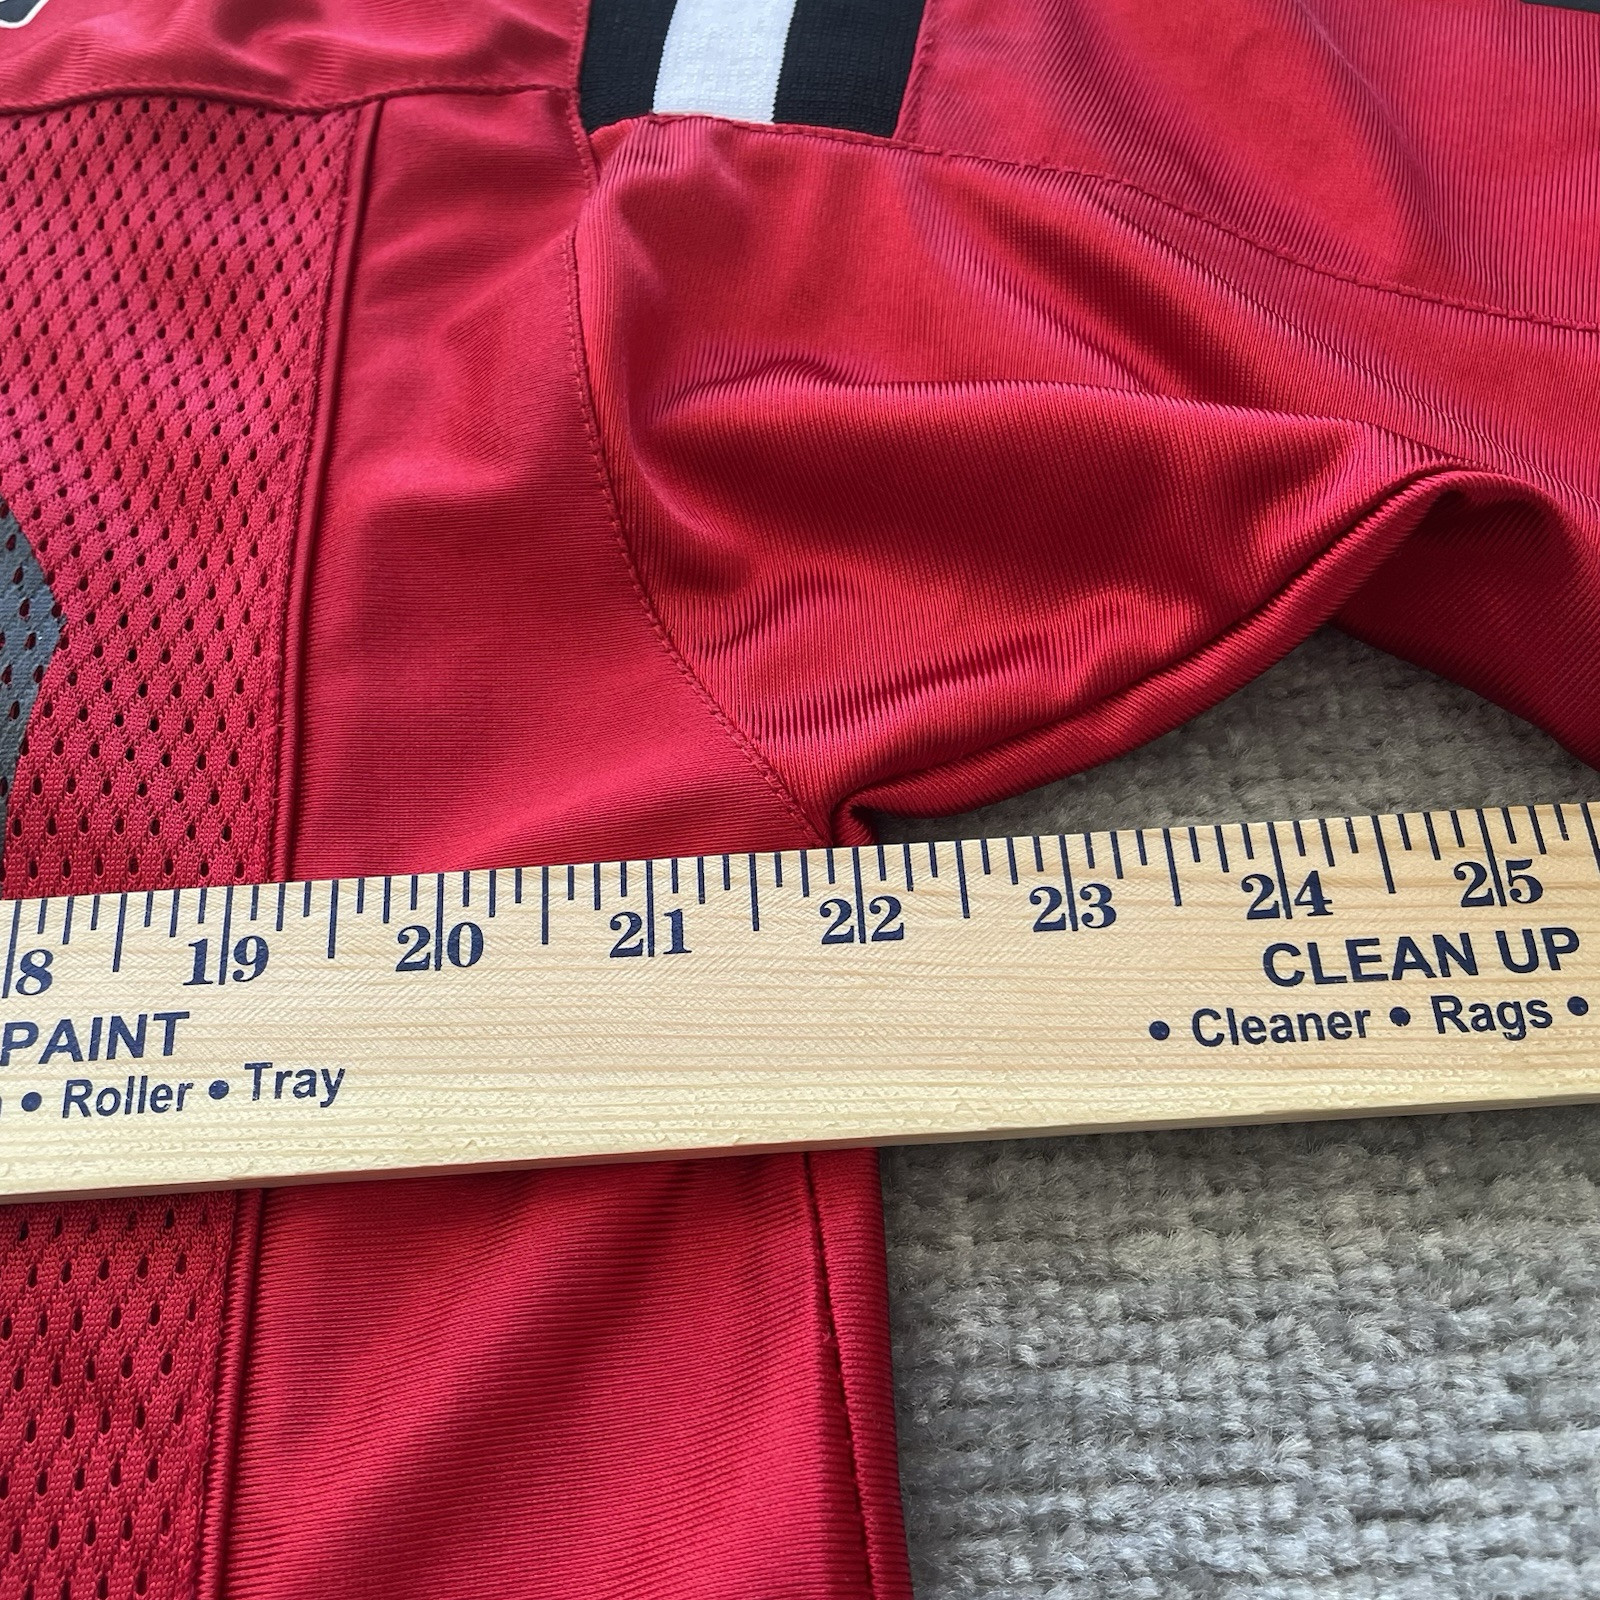 8 19 20 21 22 23 24 25
PAINT CLEAN UP
• Roller • Tray • Cleaner • Rags •